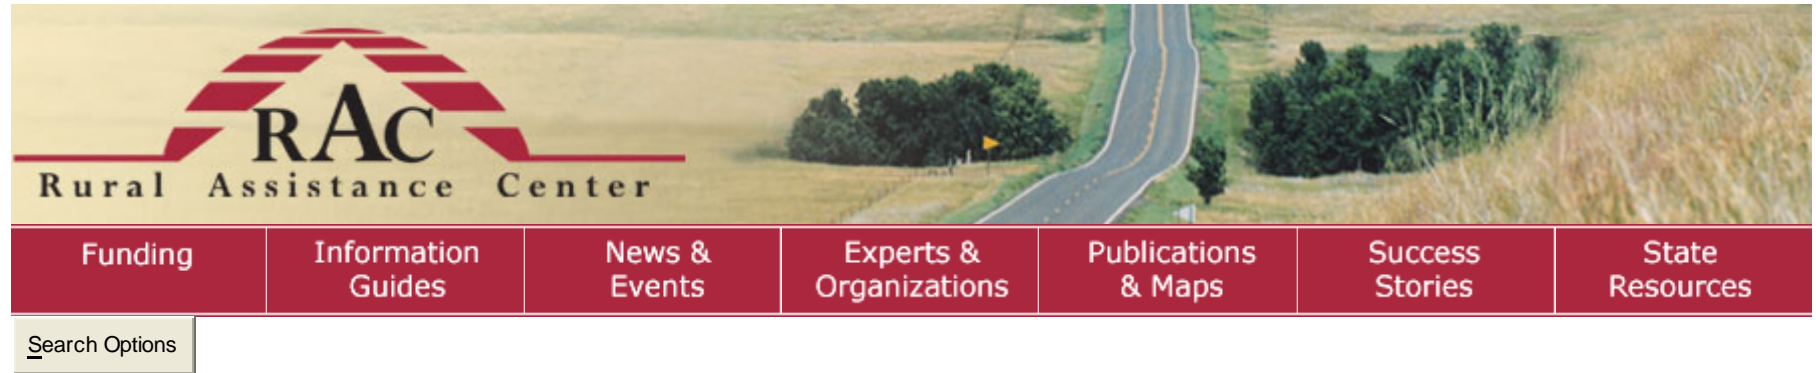 RAC
Rural Assistance Center
Funding
Information
Guides
News &
Events
Experts &
Organizations
Publications
& Maps
Success
Stories
State
Resources
Search Options